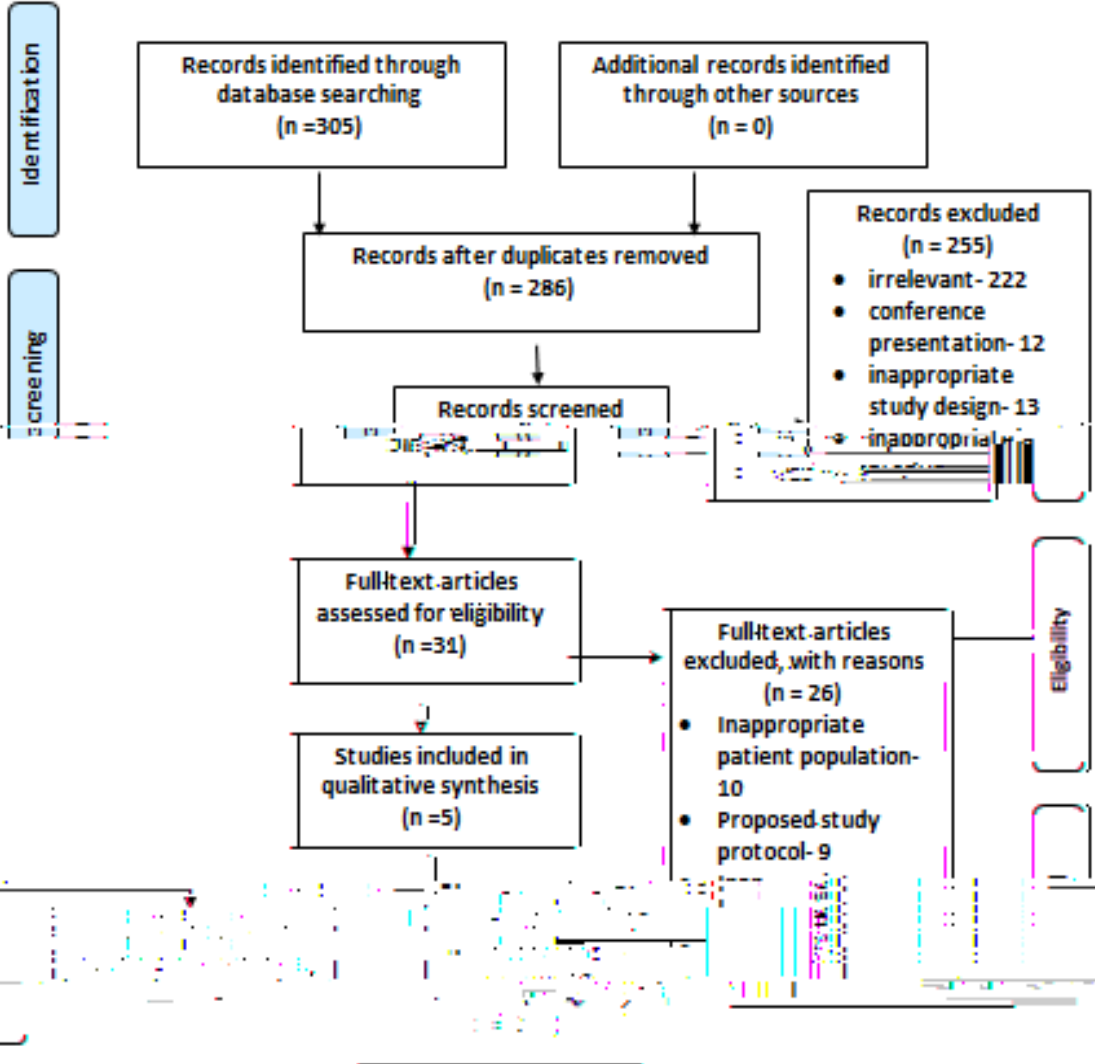 Identification
Records identified through
database searching
(n =305)
Additional records identified
through other sources
(n = 0)
Records after duplicates removed
(n = 286)
Records excluded
(n = 255)
• irrelevant- 222
• conference
presentation- 12
• inappropriate
study design- 13
creening
Records screened
Full-text articles
assessed for eligibility
(n =31)
Full-text articles
excluded, with reasons
(n = 26)
• Inappropriate
patient population-
10
• Proposed study
protocol- 9
Eligibility
Studies included in
qualitative synthesis
(n =5)